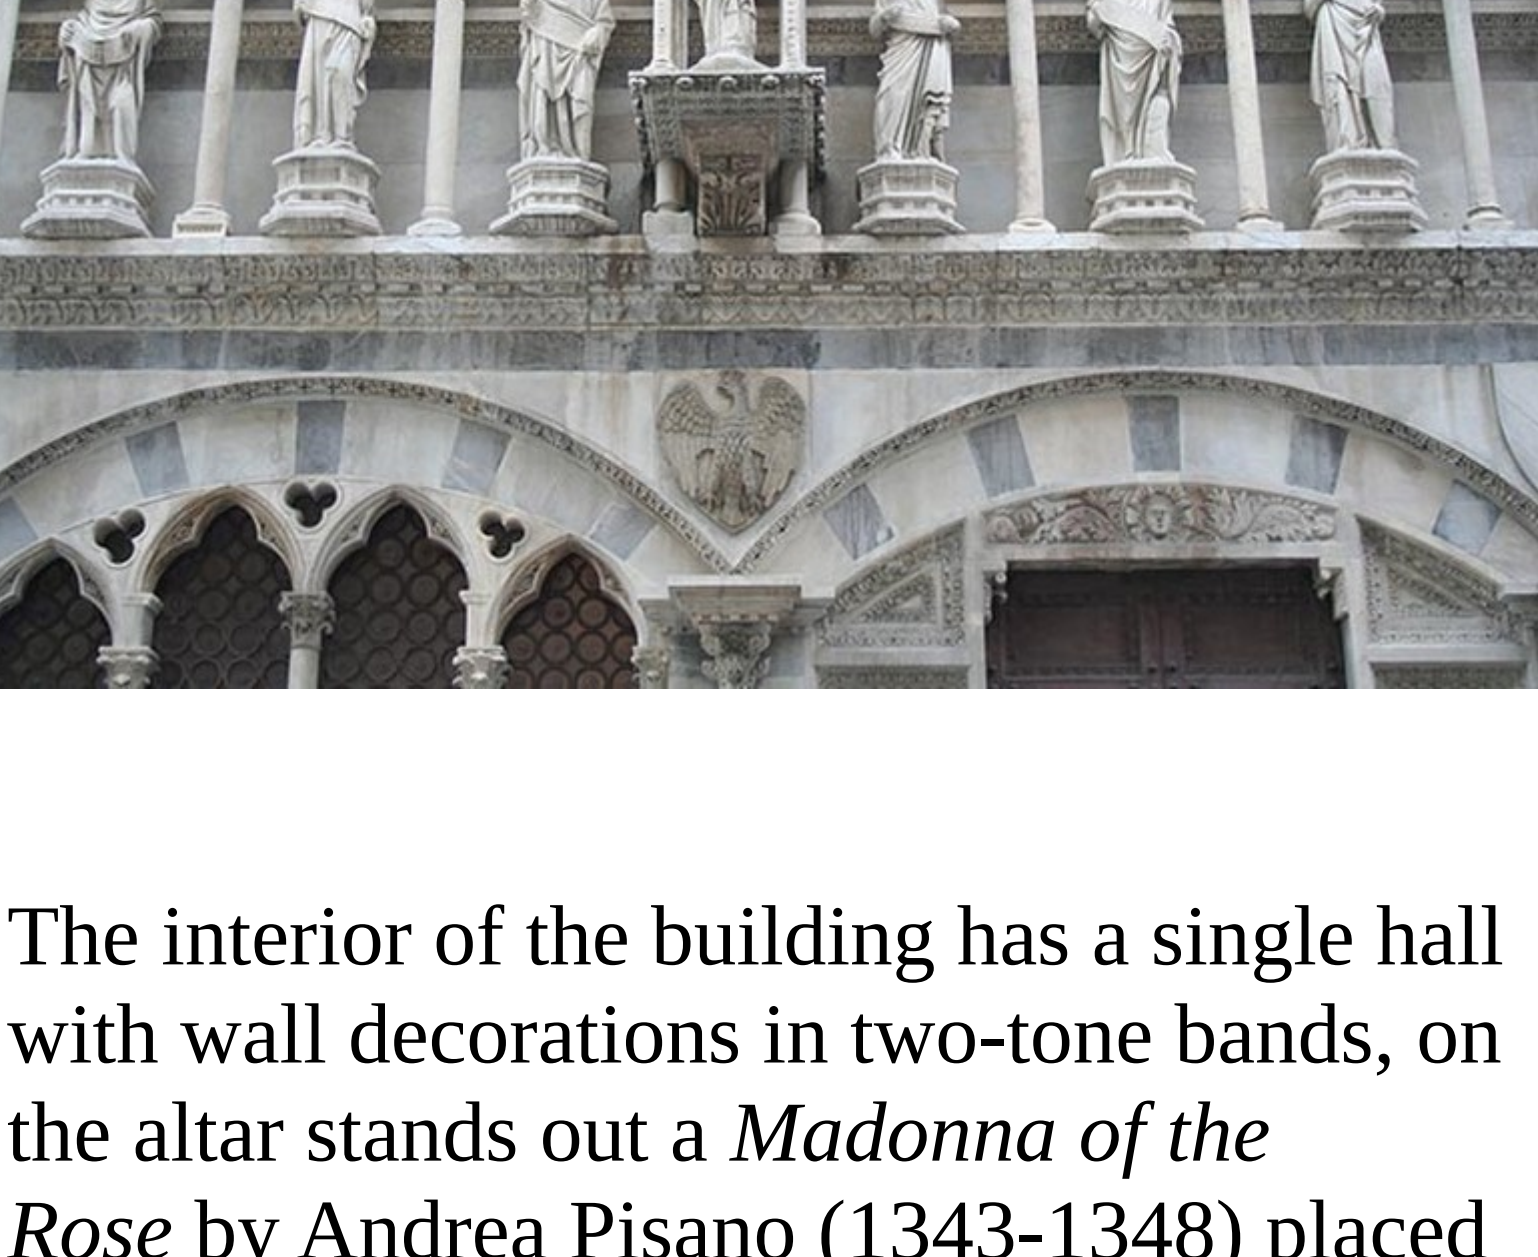 The interior of the building has a single hall
with wall decorations in two-tone bands, on
the altar stands out a Madonna of the
Rose by Andrea Pisano (1343-1348) placed